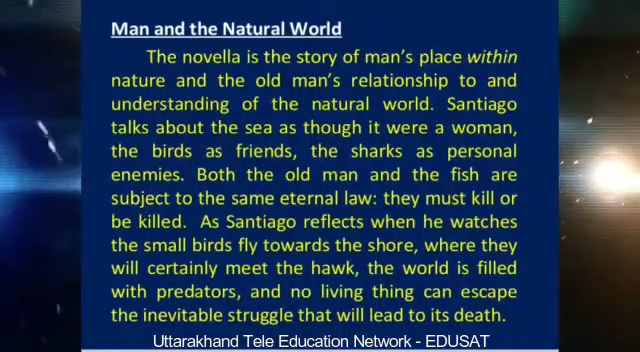 Man and the Natural World
The novella is the story of man's place within
nature and the old man's relationship to and
understanding of the natural world. Santiago
talks about the sea as though it were a woman,
the birds as friends, the sharks as personal
enemies. Both the old man and the fish are
subject to the same eternal law: they must kill or
be killed. As Santiago reflects when he watches
the small birds fly towards the shore, where they
will certainly meet the hawk, the world is filled
with predators, and no living thing can escape
the inevitable struggle that will lead to its death.
Uttarakhand Tele Education Network - EDUSAT